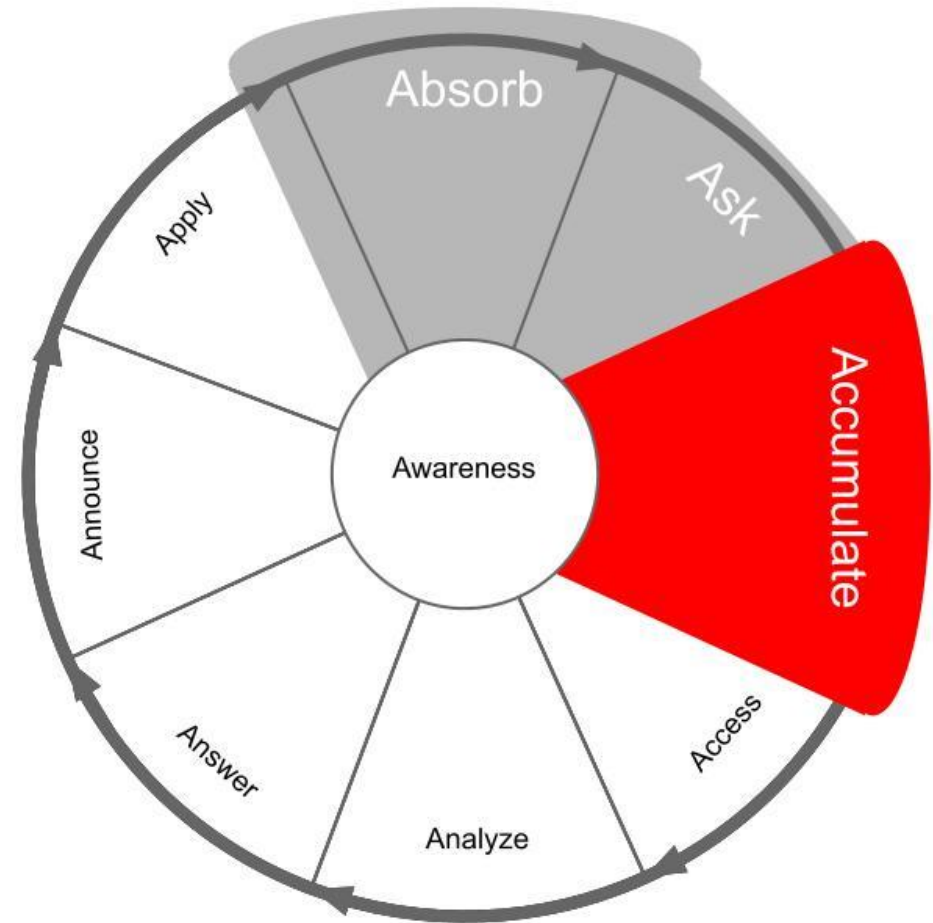 Absorb
Ask
Accumulate
Access
Analyze
Answer
Announce
Apply
Awareness